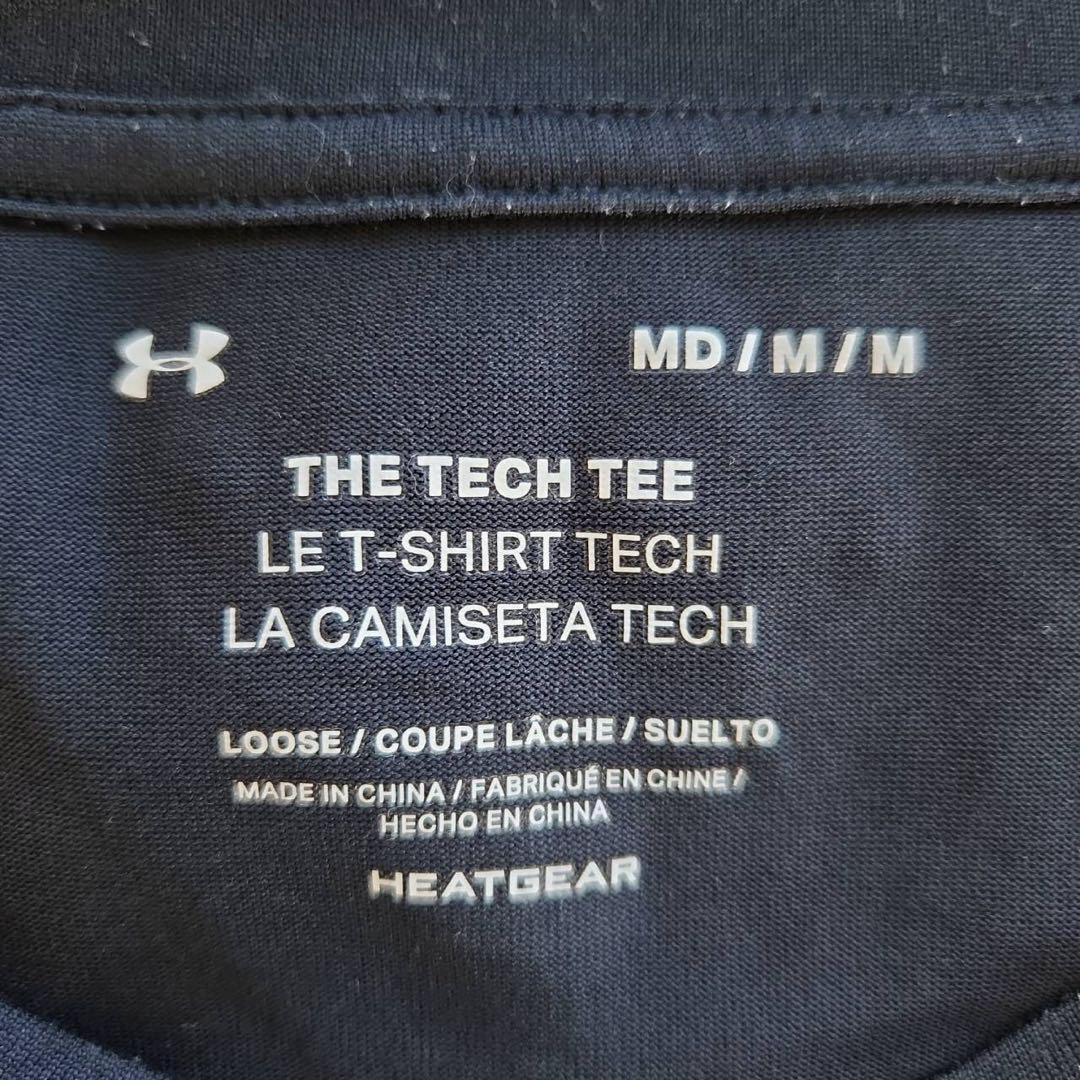 MD / M / M
THE TECH TEE
LE T-SHIRT TECH
LA CAMISETA TECH
LOOSE / COUPE LÂCHE / SUELTO
MADE IN CHINA / FABRIQUÉ EN CHINE /
HECHO EN CHINA
HEATGEAR